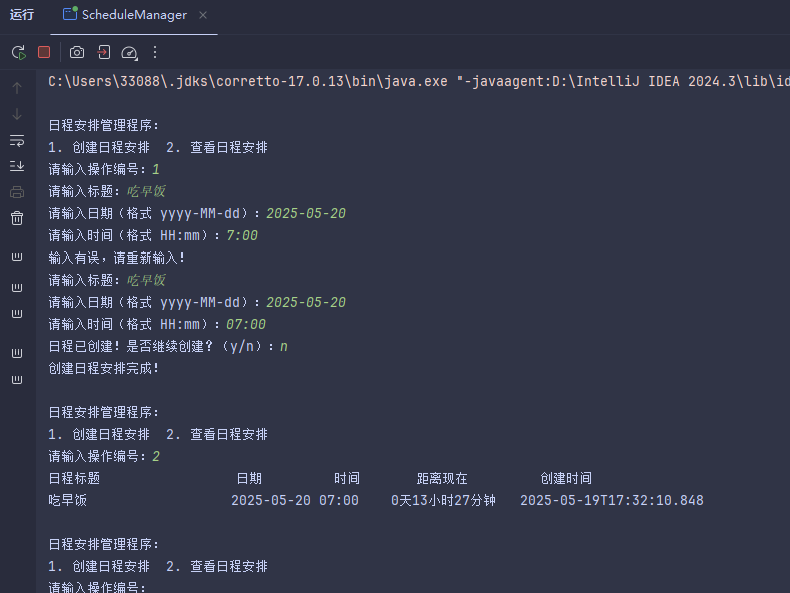 运行 ScheduleManager
C:\Users\33088\.jdks\corretto-17.0.13\bin\java.exe "-javaagent:D:\IntelliJ IDEA 2024.3\lib\id
日程安排管理程序：
1. 创建日程安排 2. 查看日程安排
请输入操作编号：1
请输入标题：吃早饭
请输入日期（格式 yyyy-MM-dd）：2025-05-20
请输入时间（格式 HH:mm）：7:00
输入有误，请重新输入！
请输入标题：吃早饭
请输入日期（格式 yyyy-MM-dd）：2025-05-20
请输入时间（格式 HH:mm）：07:00
日程已创建！是否继续创建？（y/n）：n
创建日程安排完成！
日程安排管理程序：
1. 创建日程安排 2. 查看日程安排
请输入操作编号：2
日程标题 日期 时间 距离现在 创建时间
吃早饭 2025-05-20 07:00 0天13小时27分钟 2025-05-19T17:32:10.848
日程安排管理程序：
1. 创建日程安排 2. 查看日程安排
请输入操作编号：